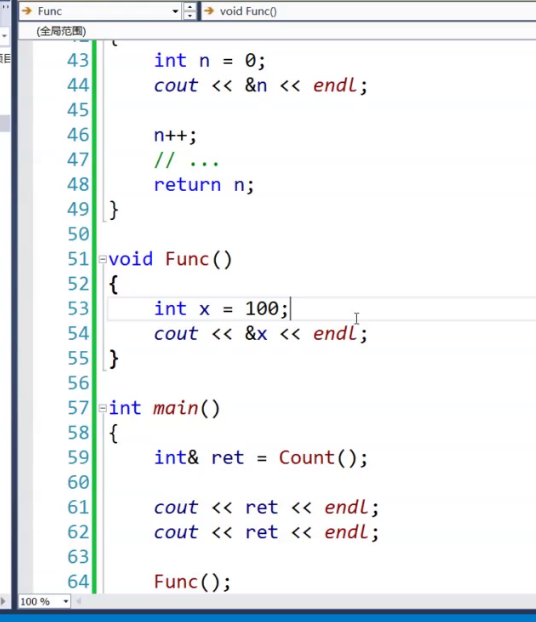 Func void Func()
(全局范围)
43 int n = 0;
44 cout << &n << endl;
45
46 n++;
47 // ...
48 return n;
49 }
50
51 void Func()
52 {
53 int x = 100;
54 cout << &x << endl;
55 }
56
57 int main()
58 {
59 int& ret = Count();
60
61 cout << ret << endl;
62 cout << ret << endl;
63
64 Func();
100 %